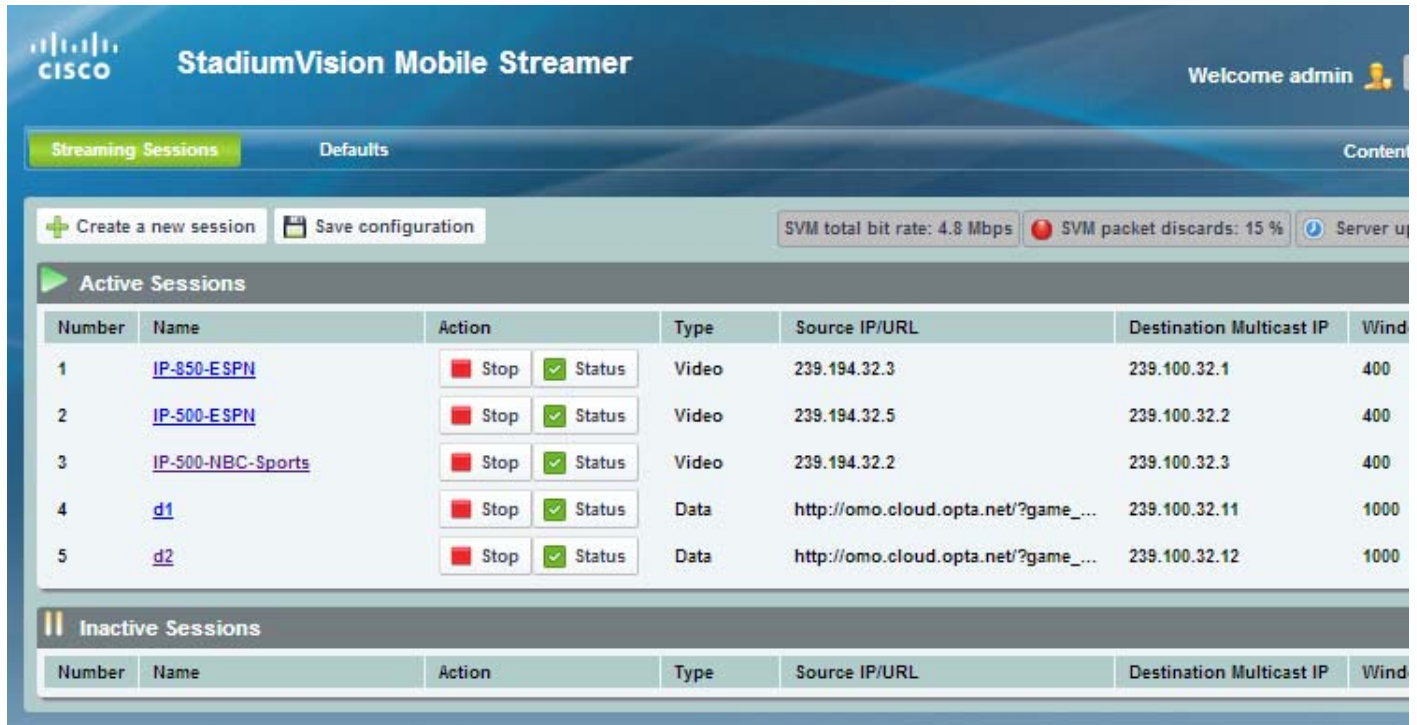 CISCO
StadiumVision Mobile Streamer
Welcome admin
Streaming Sessions Defaults Content
Create a new session Save configuration SVM total bit rate: 4.8 Mbps SVM packet discards: 15 % Server up
Active Sessions
Number Name Action Type Source IP/URL Destination Multicast IP Wind
1 IP-850-ESPN Stop Status Video 239.194.32.3 239.100.32.1 400
2 IP-500-ESPN Stop Status Video 239.194.32.5 239.100.32.2 400
3 IP-500-NBC-Sports Stop Status Video 239.194.32.2 239.100.32.3 400
4 d1 Stop Status Data http://omo.cloud.opta.net/?game_... 239.100.32.11 1000
5 d2 Stop Status Data http://omo.cloud.opta.net/?game_... 239.100.32.12 1000
Inactive Sessions
Number Name Action Type Source IP/URL Destination Multicast IP Wind